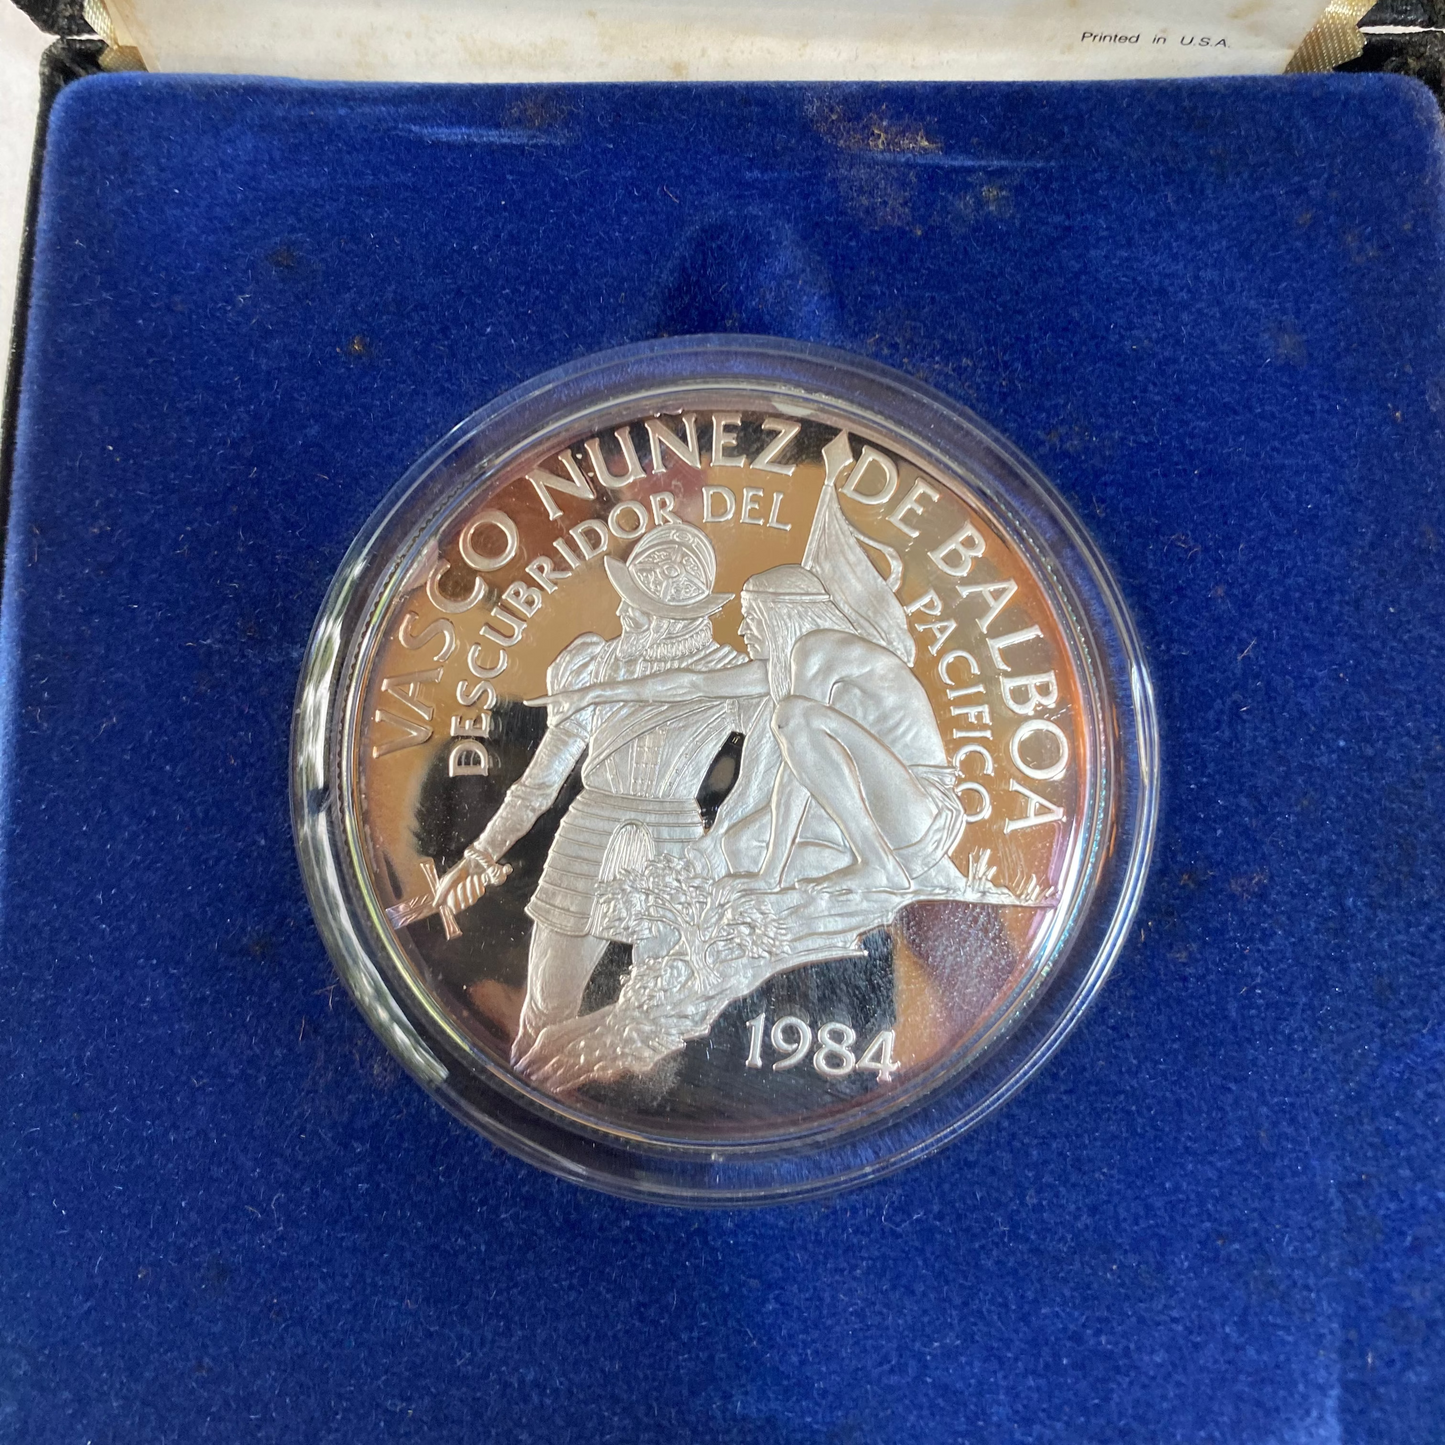 Printed in U.S.A.
VASCO NUNEZ DE BALBOA
DESCUBRIDOR DEL PACIFICO
1984